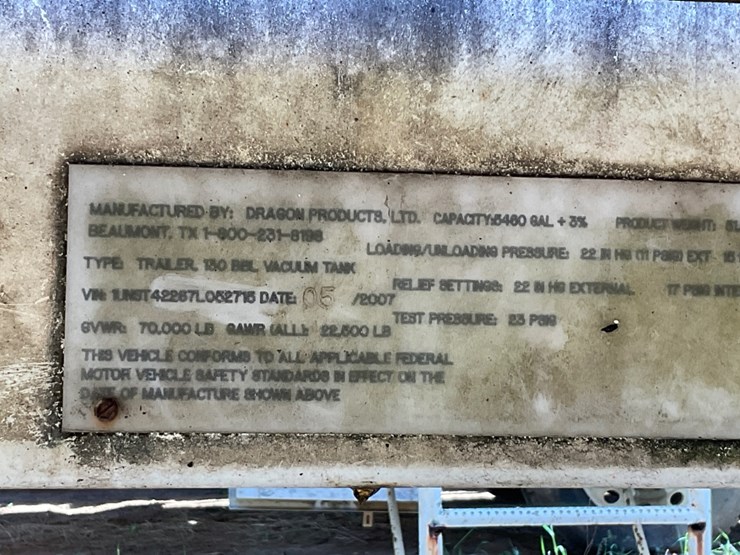 MANUFACTURED BY: DRAGON PRODUCTS, LTD. CAPACITY:5460 GAL + 3% PRODUCT WEIGHT:
BEAUMONT, TX 1-800-231-8198
LOADING/UNLOADING PRESSURE: 22 IN HG (11 PSIG) EXT
TYPE: TRAILER, 130 BBL VACUUM TANK
RELIEF SETTINGS: 22 IN HG EXTERNAL 17 PSIG
VIN: DATE: 05 /2007
TEST PRESSURE: 23 PSIG
GVWR: 70,000 LB GAWR (ALL): 22,500 LB
THIS VEHICLE CONFORMS TO ALL APPLICABLE FEDERAL
MOTOR VEHICLE SAFETY STANDARDS IN EFFECT ON THE
DATE OF MANUFACTURE SHOWN ABOVE